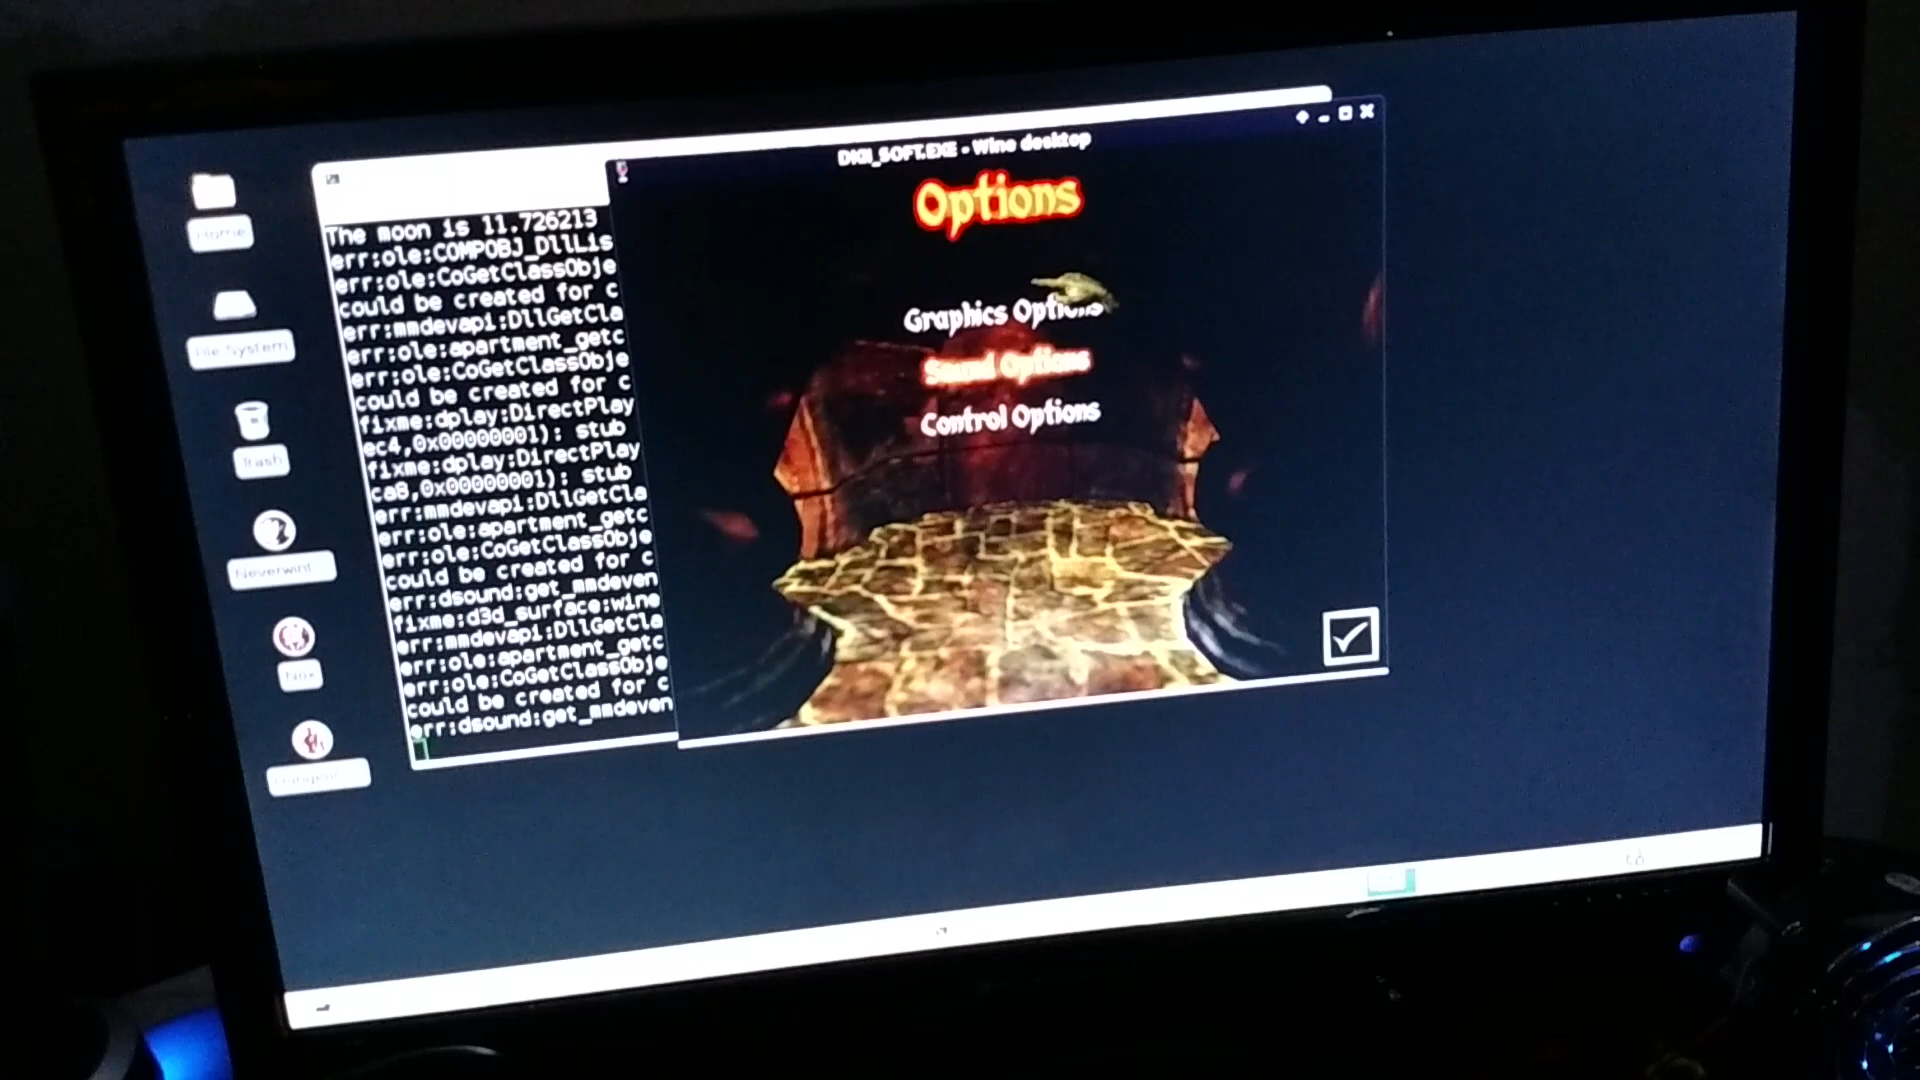 Home
File System
Trash
Neverwint...
Nox
The moon is 11.726213
err:ole:COMPOBJ_DllLis
err:ole:CoGetClassObje
could be created for c
err:mmdevapi:DllGetCla
err:ole:apartment_getc
err:ole:CoGetClassObje
could be created for c
fixme:dplay:DirectPlay
ec4,0x00000001): stub
fixme:dplay:DirectPlay
ca8,0x00000001): stub
err:mmdevapi:DllGetCla
err:ole:apartment_getc
err:ole:CoGetClassObje
could be created for c
err:dsound:get_mmdeven
fixme:d3d_surface:wine
err:mmdevapi:DllGetCla
err:ole:apartment_getc
err:ole:CoGetClassObje
could be created for c
err:dsound:get_mmdeven
- Wine desktop
Options
Graphics Options
Sound Options
Control Options